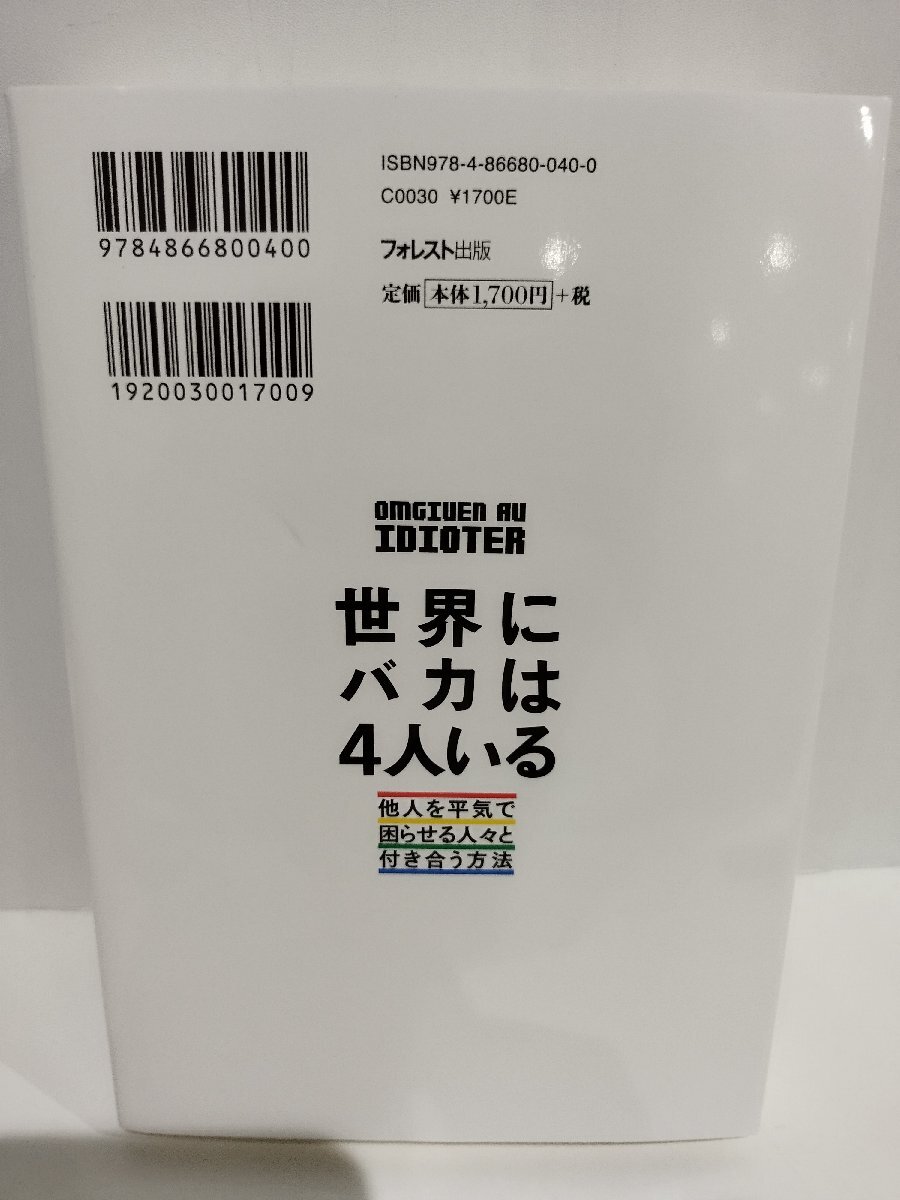 ISBN978-4-86680-040-0
C0030 ¥1700E
9784866800400
フォレスト出版
定価 本体1,700円+税
1920030017009
OMGIVEN AV
IDIOTER
世界に
バカは
4人いる
他人を平気で
困らせる人々と
付き合う方法